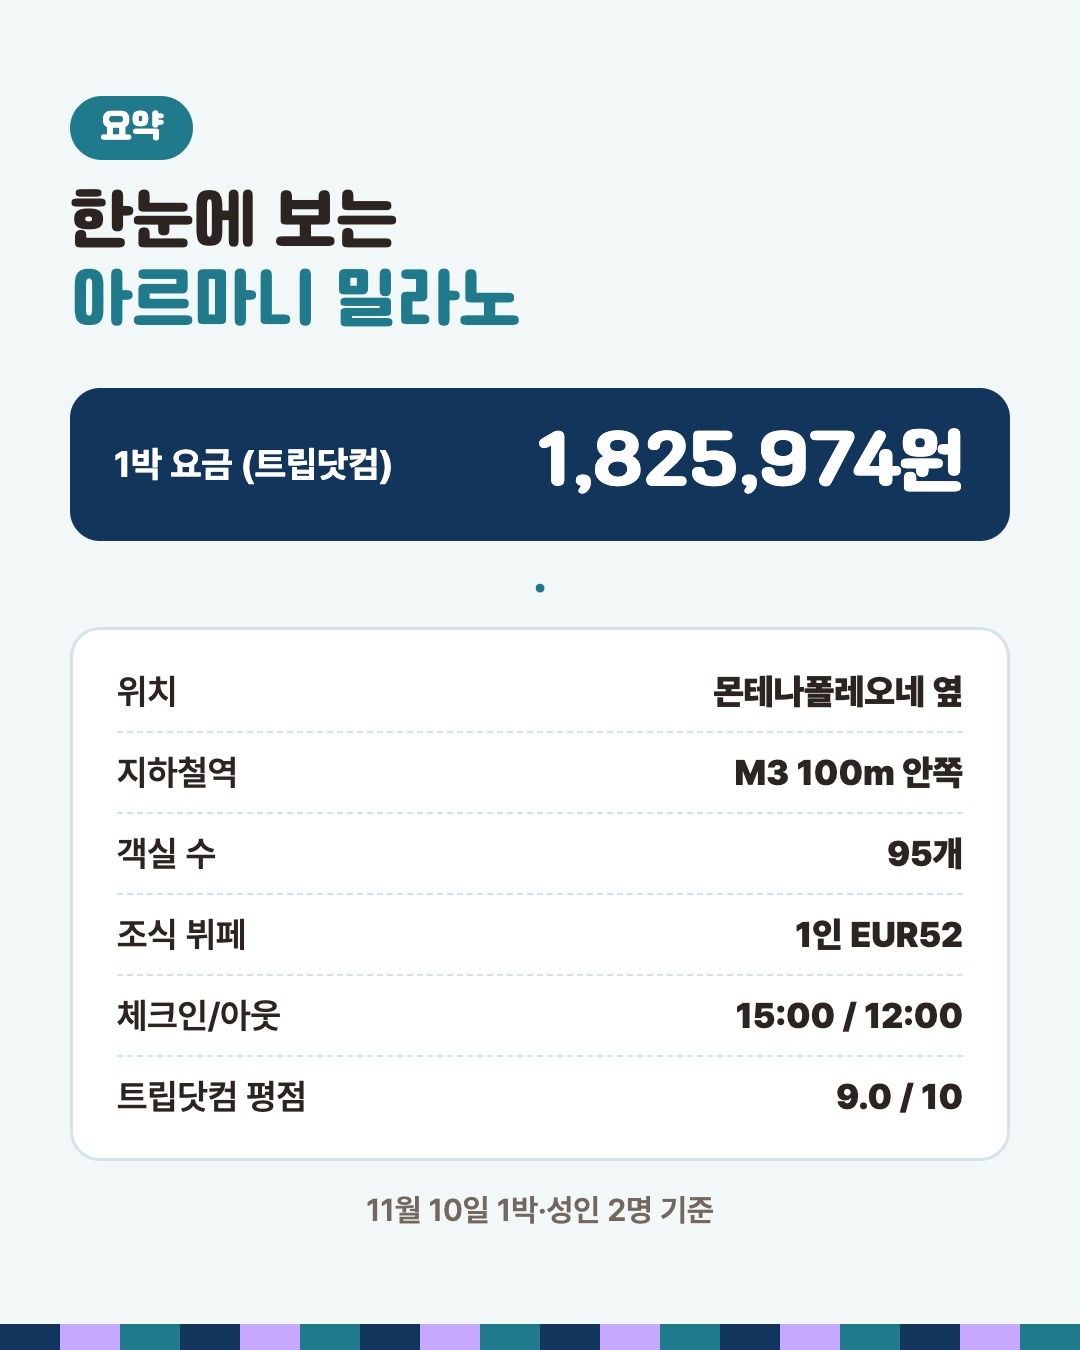 요약
한눈에 보는
아르마니 밀라노
1박 요금 (트립닷컴) 1,825,974원
위치 몬테나폴레오네 옆
지하철역 M3 100m 안쪽
객실 수 95개
조식 뷔페 1인 EUR52
체크인/아웃 15:00 / 12:00
트립닷컴 평점 9.0 / 10
11월 10일 1박·성인 2명 기준